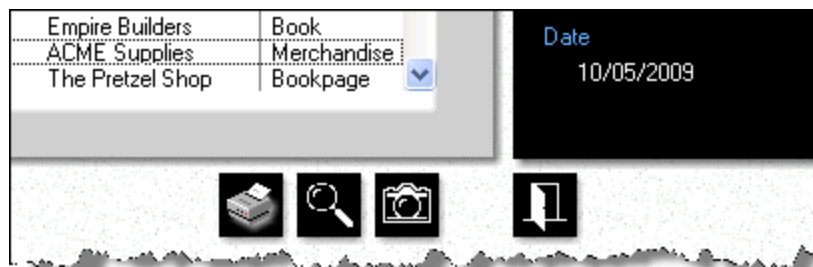 Empire Builders Book
ACME Supplies Merchandise
The Pretzel Shop Bookpage
Date
10/05/2009